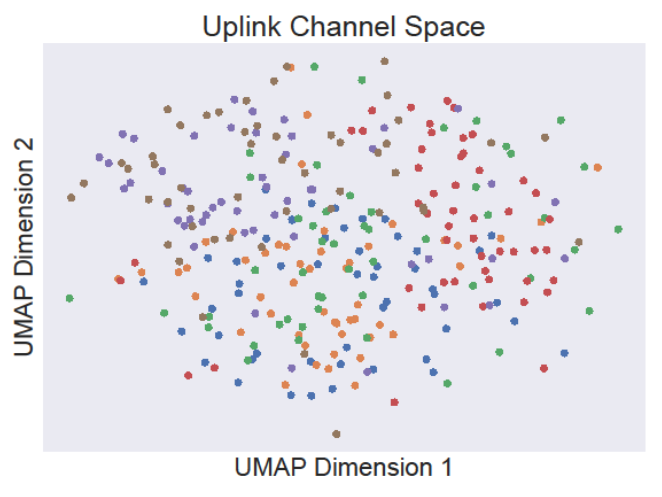 Uplink Channel Space
UMAP Dimension 2
UMAP Dimension 1